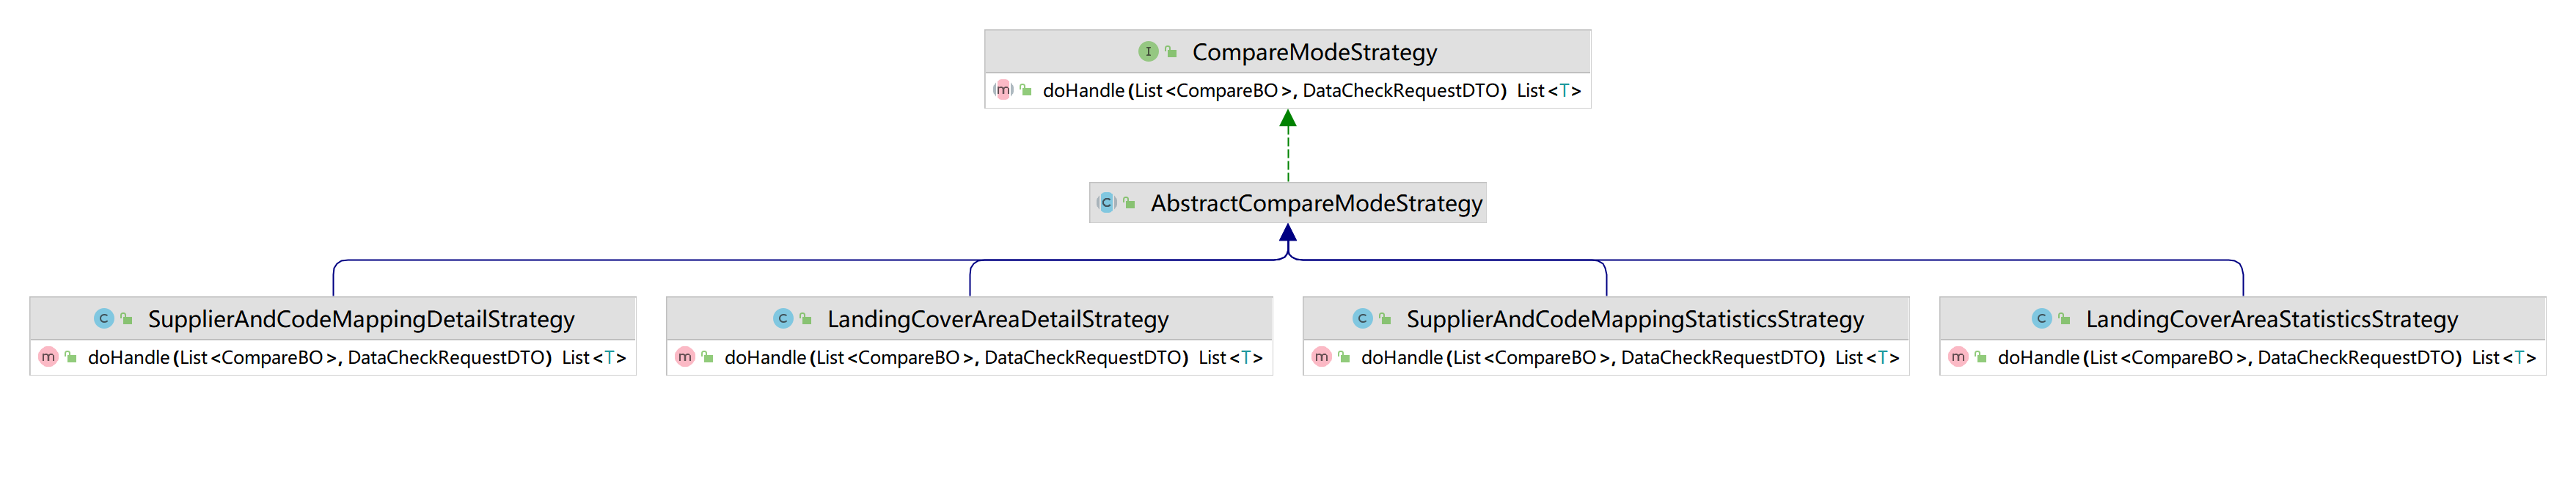 I CompareModeStrategy
m doHandle(List<CompareBO>, DataCheckRequestDTO) List<T>
C AbstractCompareModeStrategy
C SupplierAndCodeMappingDetailStrategy
m doHandle(List<CompareBO>, DataCheckRequestDTO) List<T>
C LandingCoverAreaDetailStrategy
m doHandle(List<CompareBO>, DataCheckRequestDTO) List<T>
C SupplierAndCodeMappingStatisticsStrategy
m doHandle(List<CompareBO>, DataCheckRequestDTO) List<T>
C LandingCoverAreaStatisticsStrategy
m doHandle(List<CompareBO>, DataCheckRequestDTO) List<T>